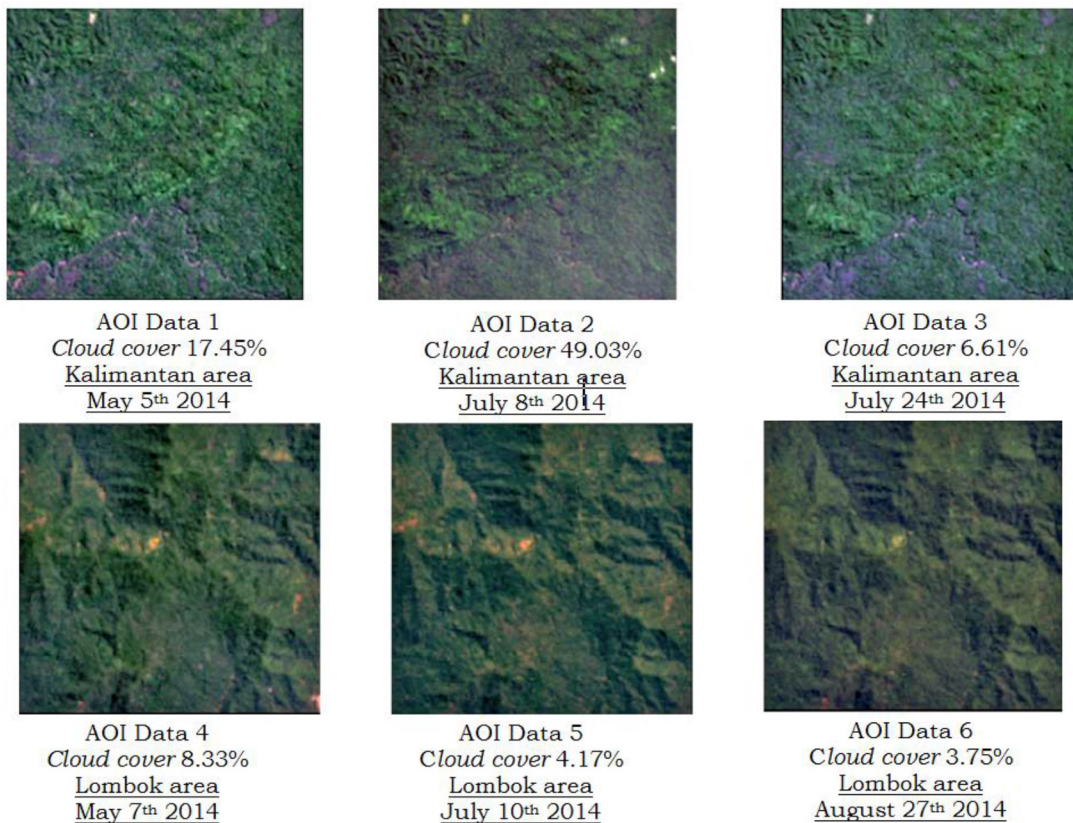 AOI Data 1
Cloud cover 17.45%
Kalimantan area
May 5th 2014
AOI Data 2
Cloud cover 49.03%
Kalimantan area
July 8th 2014
AOI Data 3
Cloud cover 6.61%
Kalimantan area
July 24th 2014
AOI Data 4
Cloud cover 8.33%
Lombok area
May 7th 2014
AOI Data 5
Cloud cover 4.17%
Lombok area
July 10th 2014
AOI Data 6
Cloud cover 3.75%
Lombok area
August 27th 2014